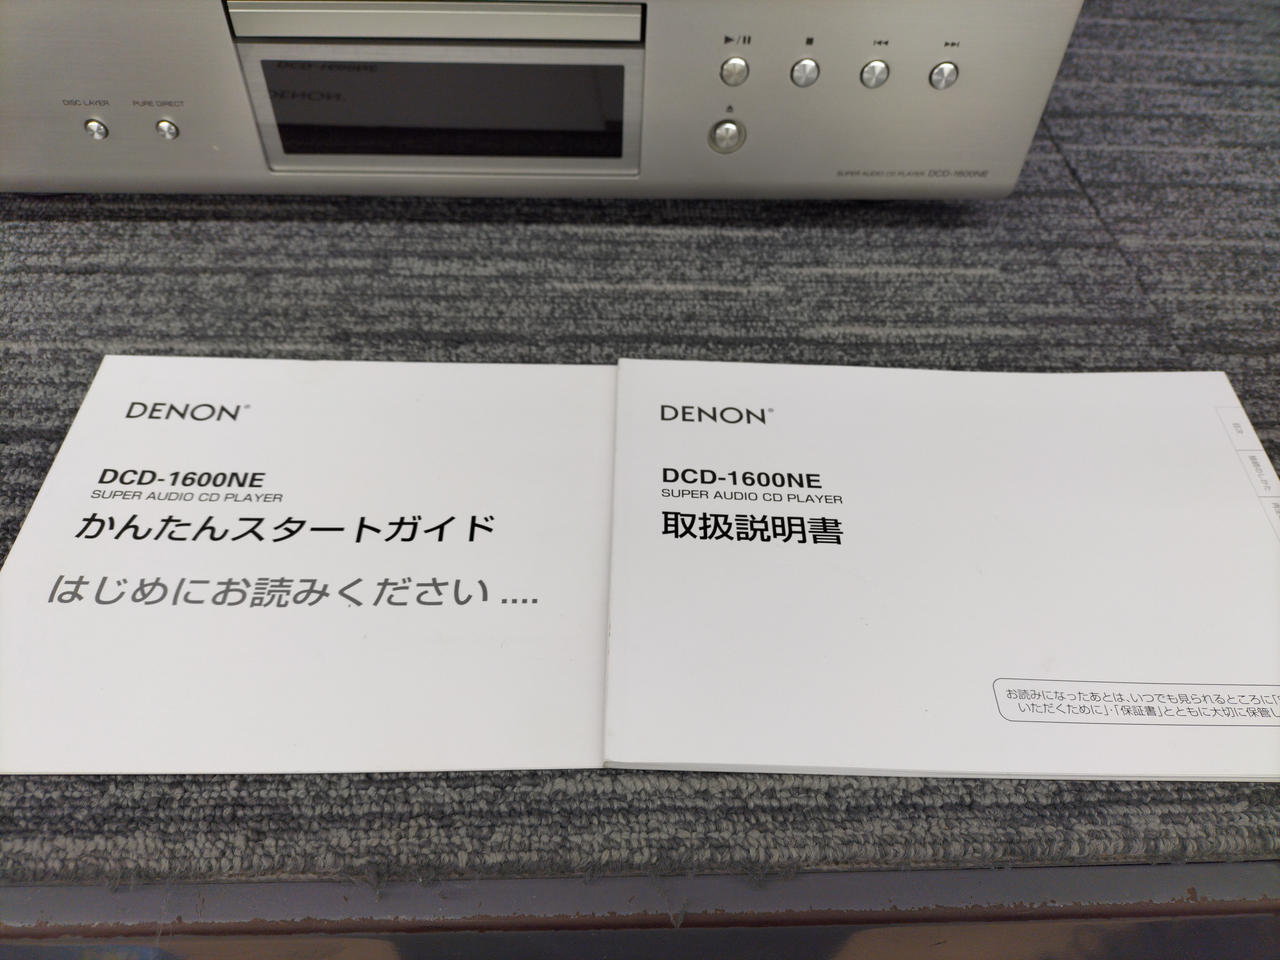 DISC LAYER
PURE DIRECT
SUPER AUDIO CD PLAYER DCD-1600NE
DENON
DCD-1600NE
SUPER AUDIO CD PLAYER
かんたんスタートガイド
はじめにお読みください....
DENON
DCD-1600NE
SUPER AUDIO CD PLAYER
取扱説明書
お読みになったあとは、いつでも見られるところに「
いただくために」・「保証書」とともに大切に保管し